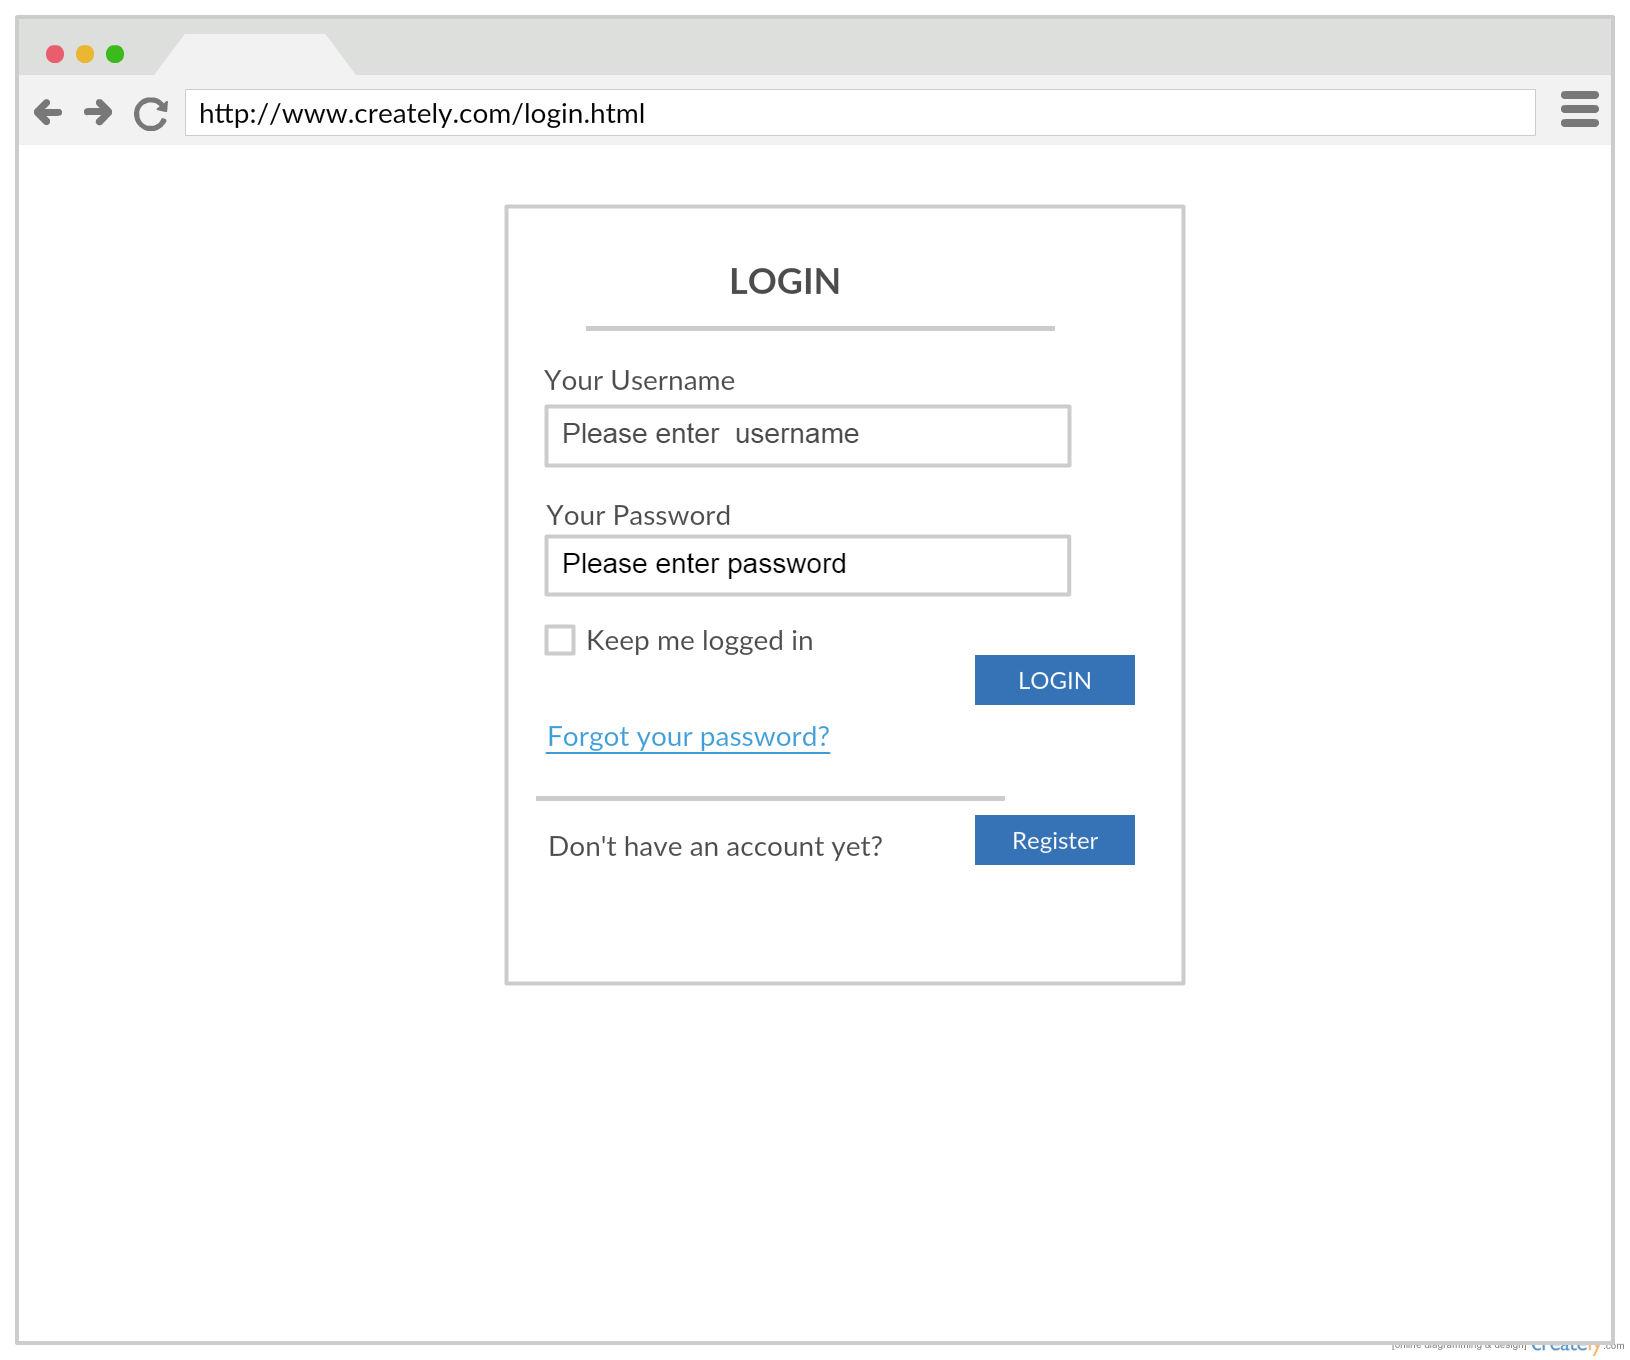 http://www.creately.com/login.html
LOGIN
Your Username
Please enter  username
Your Password
Please enter password
Keep me logged in
LOGIN
Forgot your password?
Don't have an account yet?
Register
[online diagramming & design] creately.com